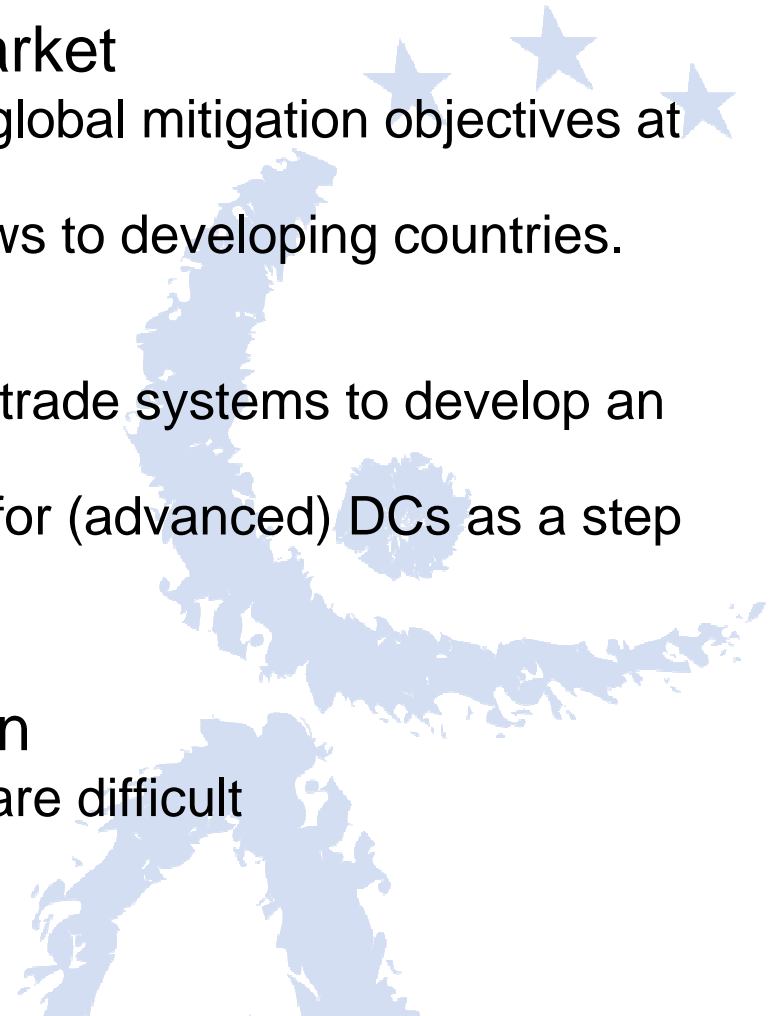 arket
global mitigation objectives at
ws to developing countries.
trade systems to develop an
for (advanced) DCs as a step
n
are difficult